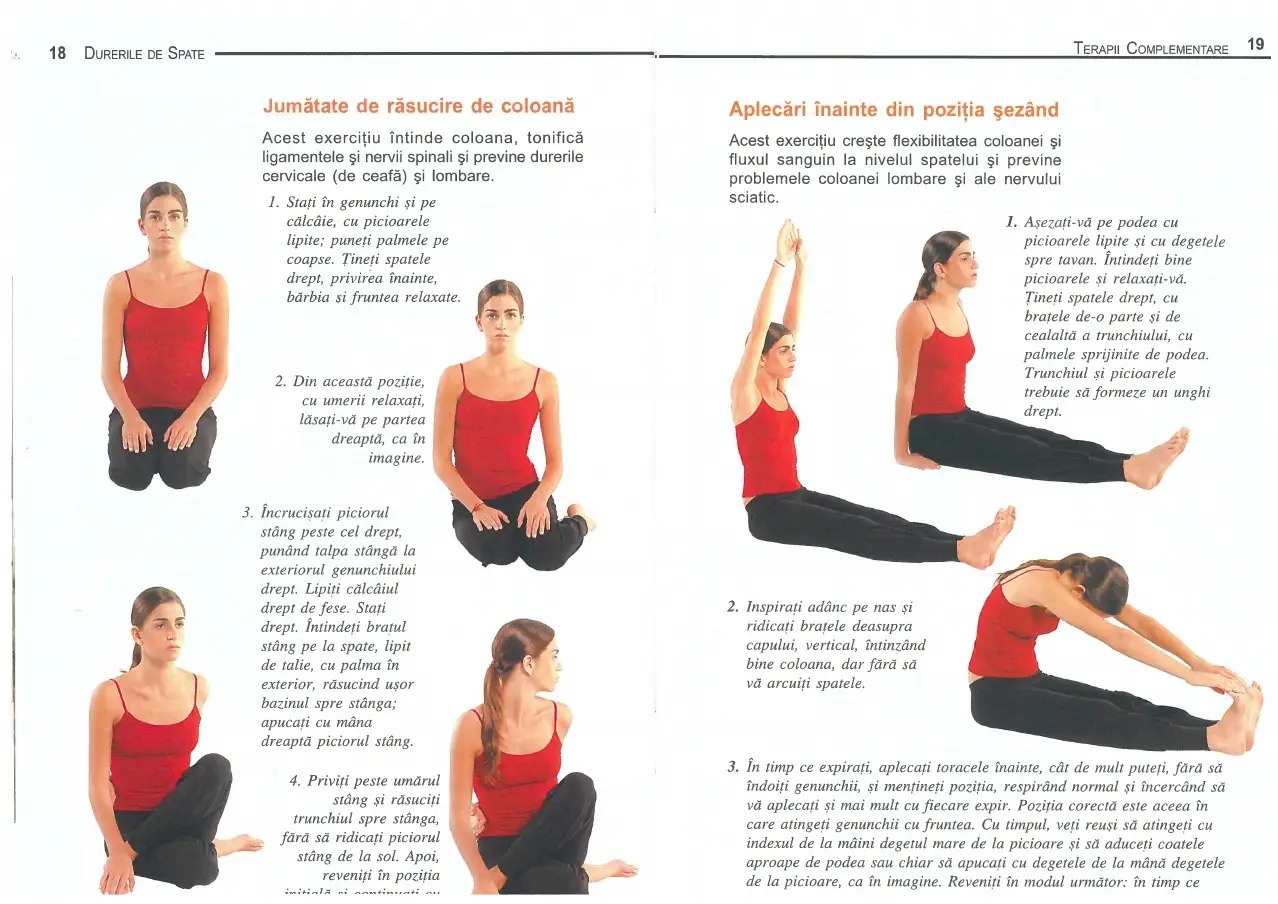 18 DURERILE DE SPATE
Jumătate de răsucire de coloană
Acest exercițiu întinde coloana, tonifică
ligamentele şi nervii spinali şi previne durerile
cervicale (de ceafă) şi lombare.
1. Stați în genunchi și pe
călcâie, cu picioarele
lipite; puneți palmele pe
coapse. Țineți spatele
drept, privirea înainte,
bărbia și fruntea relaxate.
2. Din această poziție,
cu umerii relaxați,
lăsați-vă pe partea
dreaptă, ca în
imagine.
3. Încrucișați piciorul
stâng peste cel drept,
punând talpa stângă la
exteriorul genunchiului
drept. Lipiți călcâiul
drept de fese. Stați
drept. Întindeți brațul
stâng pe la spate, lipit
de talie, cu palma în
exterior, răsucind ușor
bazinul spre stânga;
apucați cu mâna
dreaptă piciorul stâng.
4. Priviți peste umărul
stâng și răsuciți
trunchiul spre stânga,
fără să ridicați piciorul
stâng de la sol. Apoi,
reveniți în poziția
inițială și continuați cu
TERAPII COMPLEMENTARE 19
Aplecări înainte din poziția şezând
Acest exercițiu creşte flexibilitatea coloanei şi
fluxul sanguin la nivelul spatelui şi previne
problemele coloanei lombare şi ale nervului
sciatic.
1. Așezați-vă pe podea cu
picioarele lipite și cu degetele
spre tavan. Întindeți bine
picioarele și relaxați-vă.
Țineți spatele drept, cu
brațele de-o parte și de
cealaltă a trunchiului, cu
palmele sprijinite de podea.
Trunchiul și picioarele
trebuie să formeze un unghi
drept.
2. Inspirați adânc pe nas și
ridicați brațele deasupra
capului, vertical, întinzând
bine coloana, dar fără să
vă arcuiți spatele.
3. În timp ce expirați, aplecați toracele înainte, cât de mult puteți, fără să
îndoiți genunchii, și mențineți poziția, respirând normal și încercând să
vă aplecați și mai mult cu fiecare expir. Poziția corectă este aceea în
care atingeți genunchii cu fruntea. Cu timpul, veți reuși să atingeți cu
indexul de la mâini degetul mare de la picioare și să aduceți coatele
aproape de podea sau chiar să apucați cu degetele de la mână degetele
de la picioare, ca în imagine. Reveniți în modul următor: în timp ce